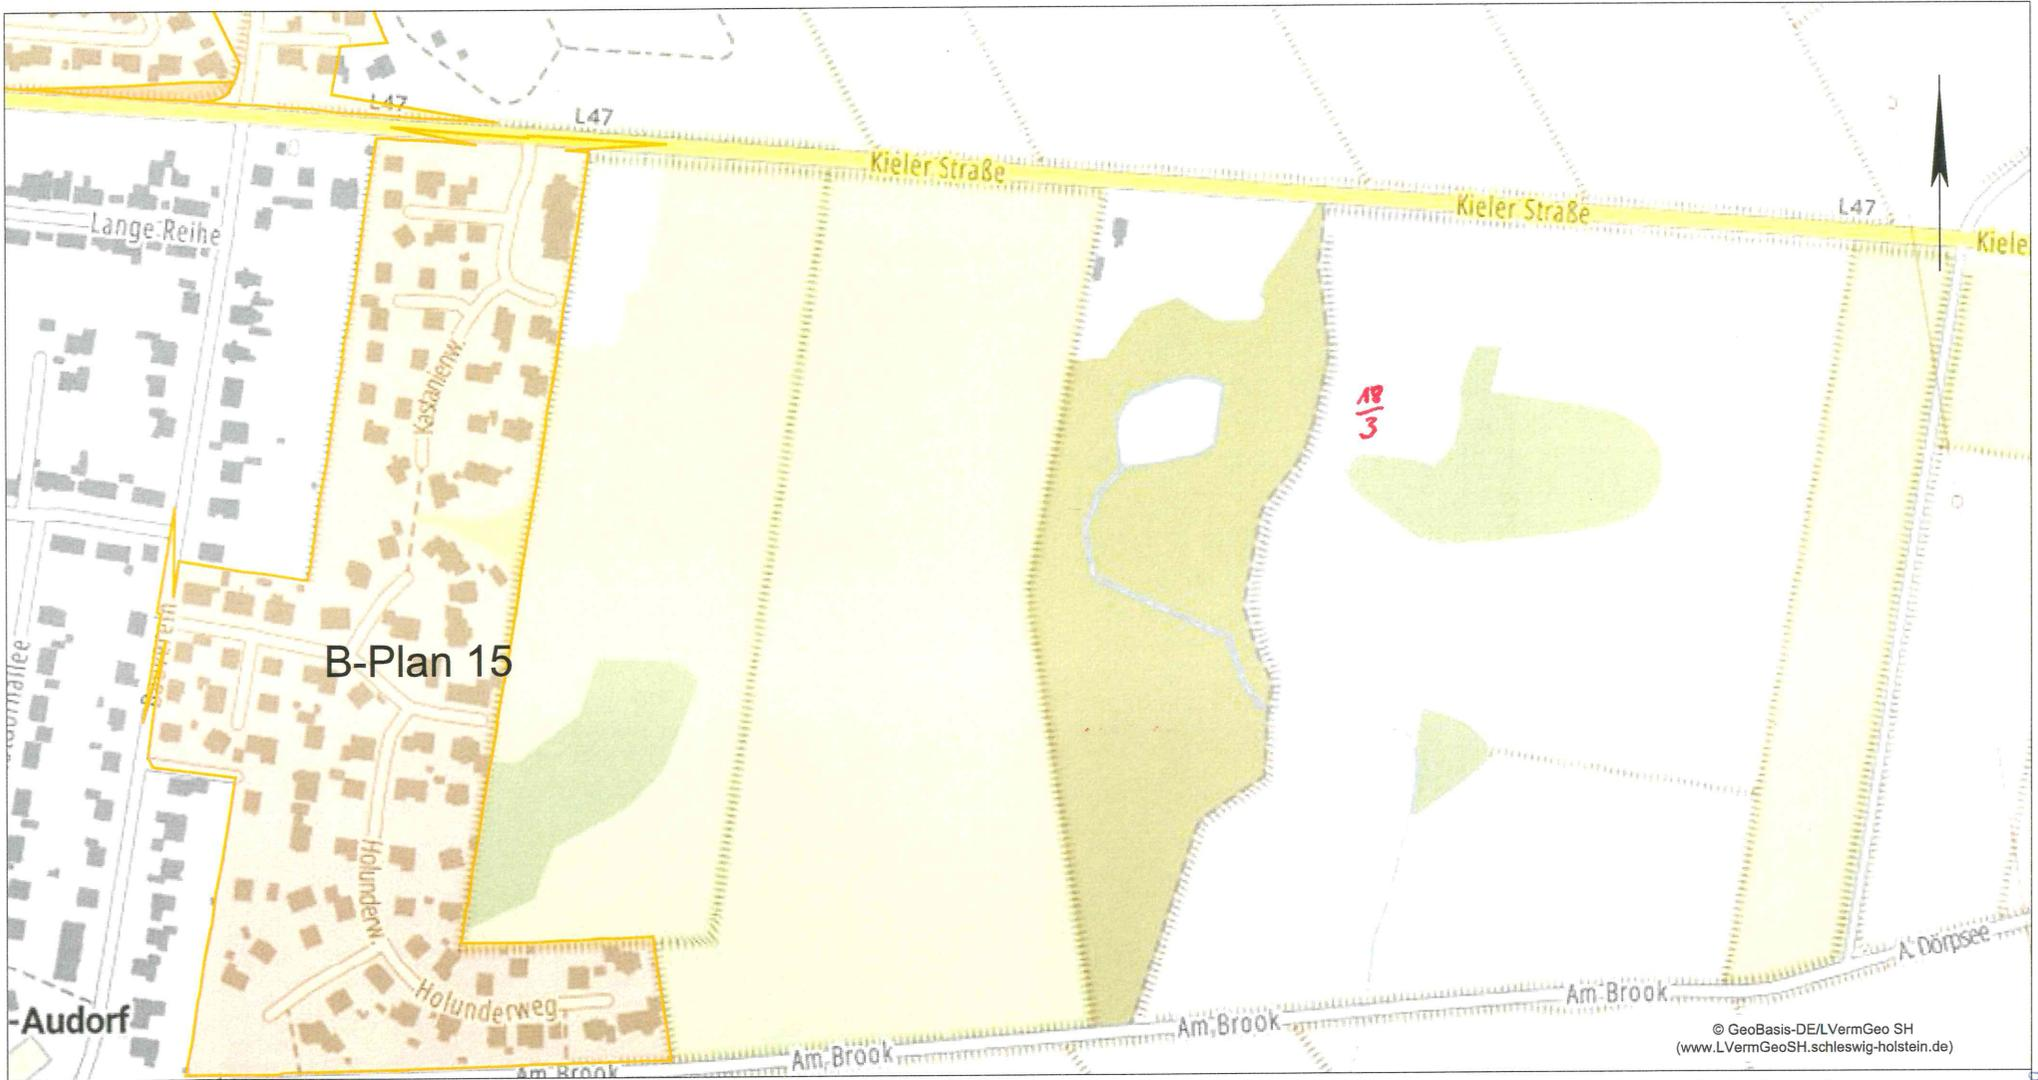 L47
L47
Kieler Straße
Kieler Straße
L47
Kiele
Lange Reihe
Kastanienw.
18
3
B-Plan 15
Holunderw.
Holunderweg
-Audorf
Am Brook
Am Brook
Am Brook
Am Brook
A. Dörpsee
© GeoBasis-DE/LVermGeo SH
(www.LVermGeoSH.schleswig-holstein.de)